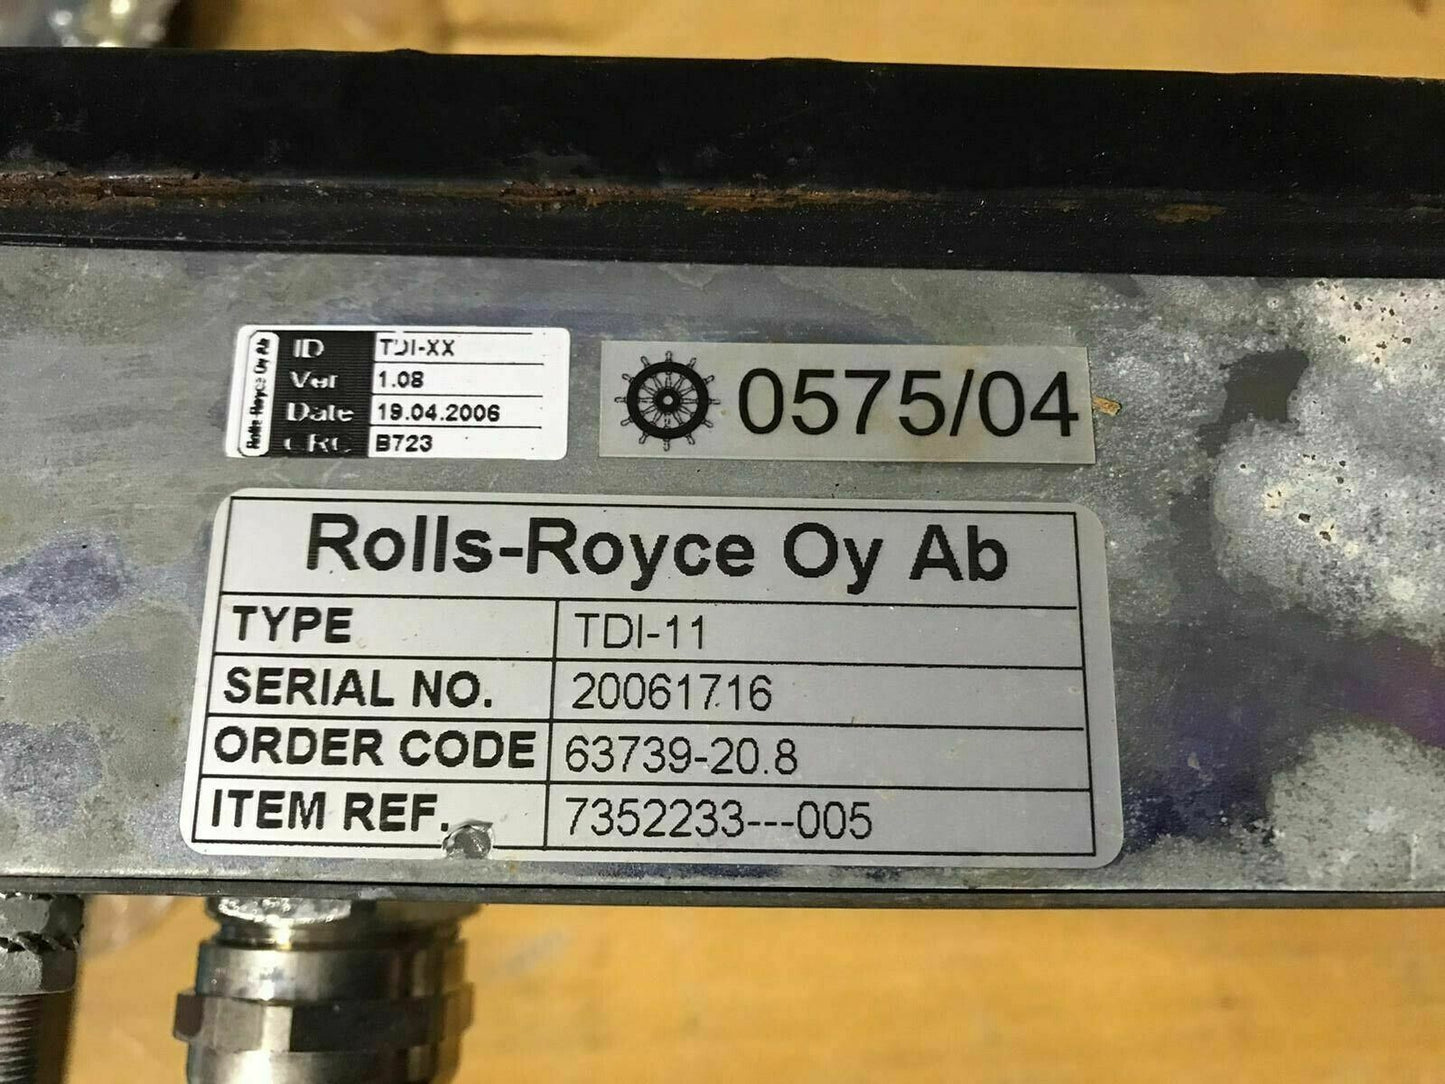 Rolls Royce Oy Ab
ID TDI-XX
Ver 1.08
Date 19.04.2006
CRC B723
0575/04
Rolls-Royce Oy Ab
TYPE TDI-11
SERIAL NO. 20061716
ORDER CODE 63739-20.8
ITEM REF. 7352233---005